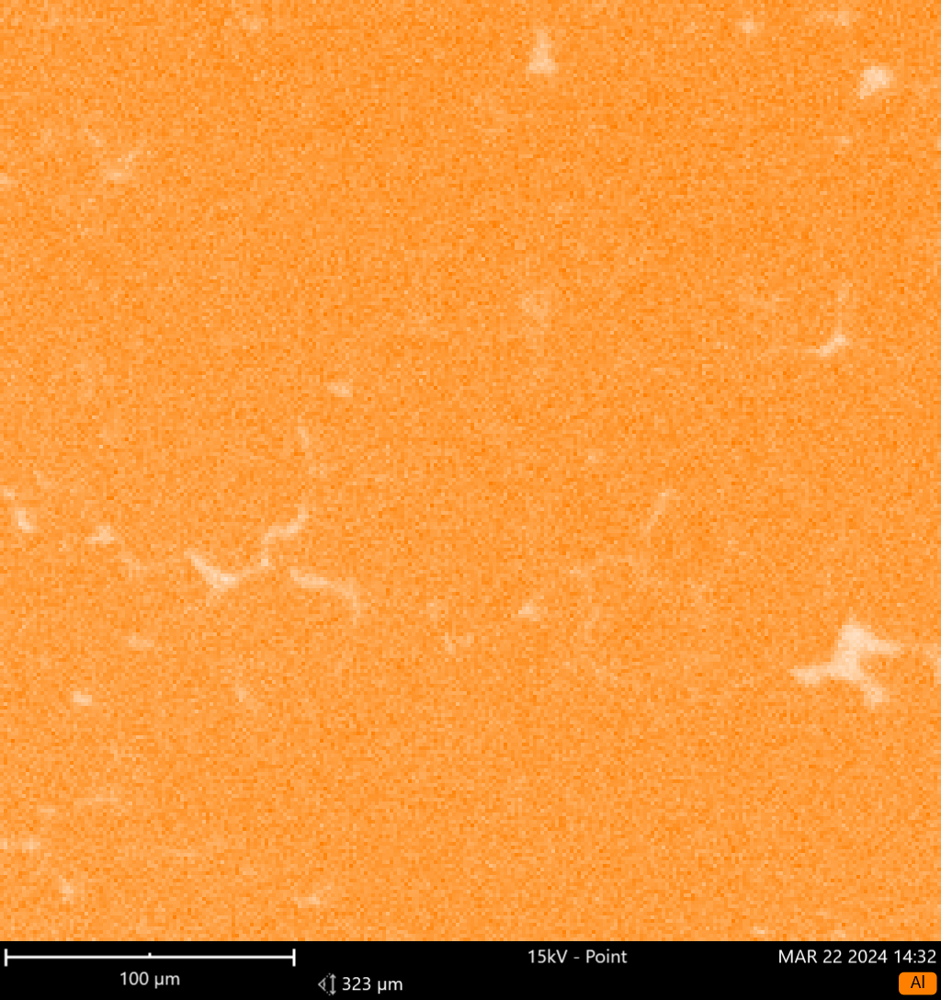 15kV - Point
MAR 22 2024 14:32
100 µm
323 µm
Al